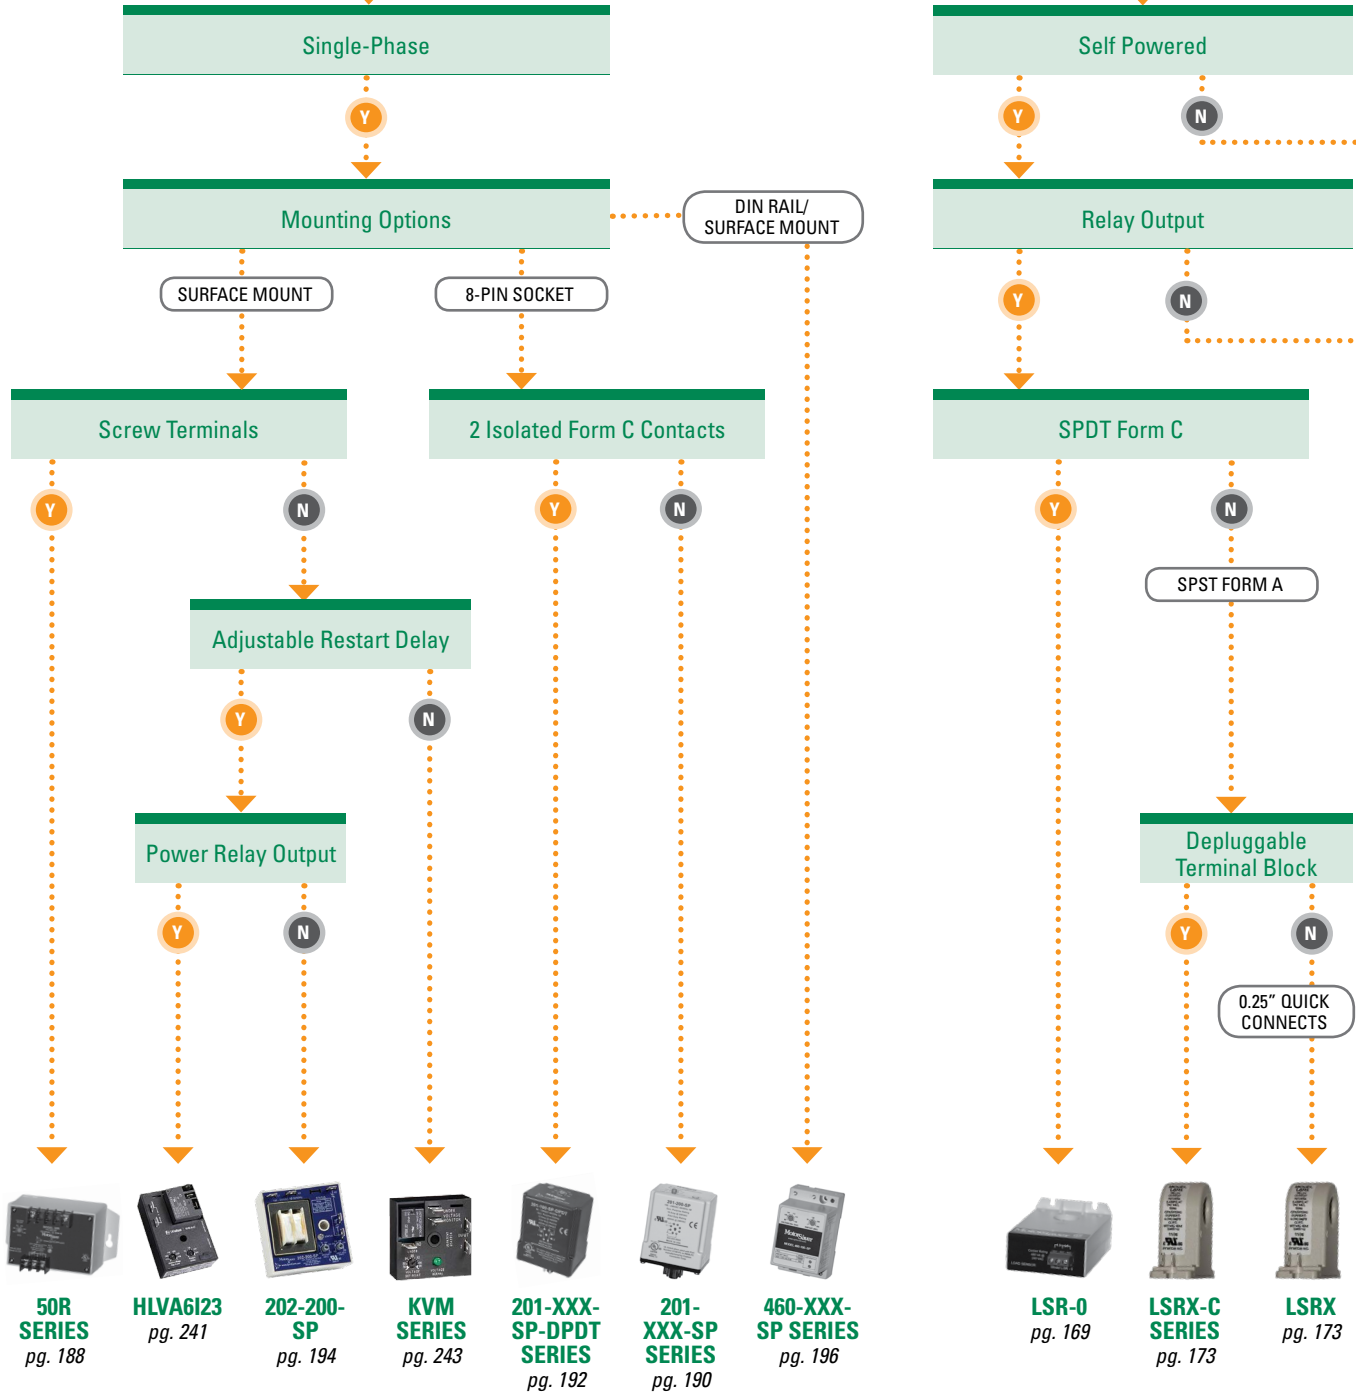 Single-Phase
Y
Mounting Options
DIN RAIL/
SURFACE MOUNT
SURFACE MOUNT
8-PIN SOCKET
Screw Terminals
Y
N
2 Isolated Form C Contacts
Y
N
Adjustable Restart Delay
Y
N
Power Relay Output
Y
N
50R
SERIES
pg. 188
HLVA6I23
pg. 241
202-200-
SP
pg. 194
KVM
SERIES
pg. 243
201-XXX-
SP-DPDT
SERIES
pg. 192
201-
XXX-SP
SERIES
pg. 190
460-XXX-
SP SERIES
pg. 196
Self Powered
Y
N
Relay Output
Y
N
SPDT Form C
Y
N
SPST FORM A
Depluggable
Terminal Block
Y
N
0.25” QUICK
CONNECTS
LSR-0
pg. 169
LSRX-C
SERIES
pg. 173
LSRX
pg. 173